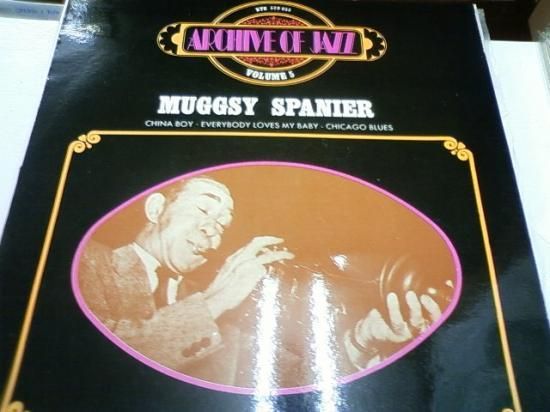 ARCHIVE OF JAZZ
VOLUME 5
MUGGSY SPANIER
CHINA BOY - EVERYBODY LOVES MY BABY - CHICAGO BLUES